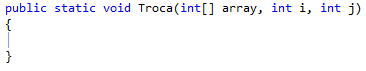 public static void Troca(int[] array, int i, int j)
{
}